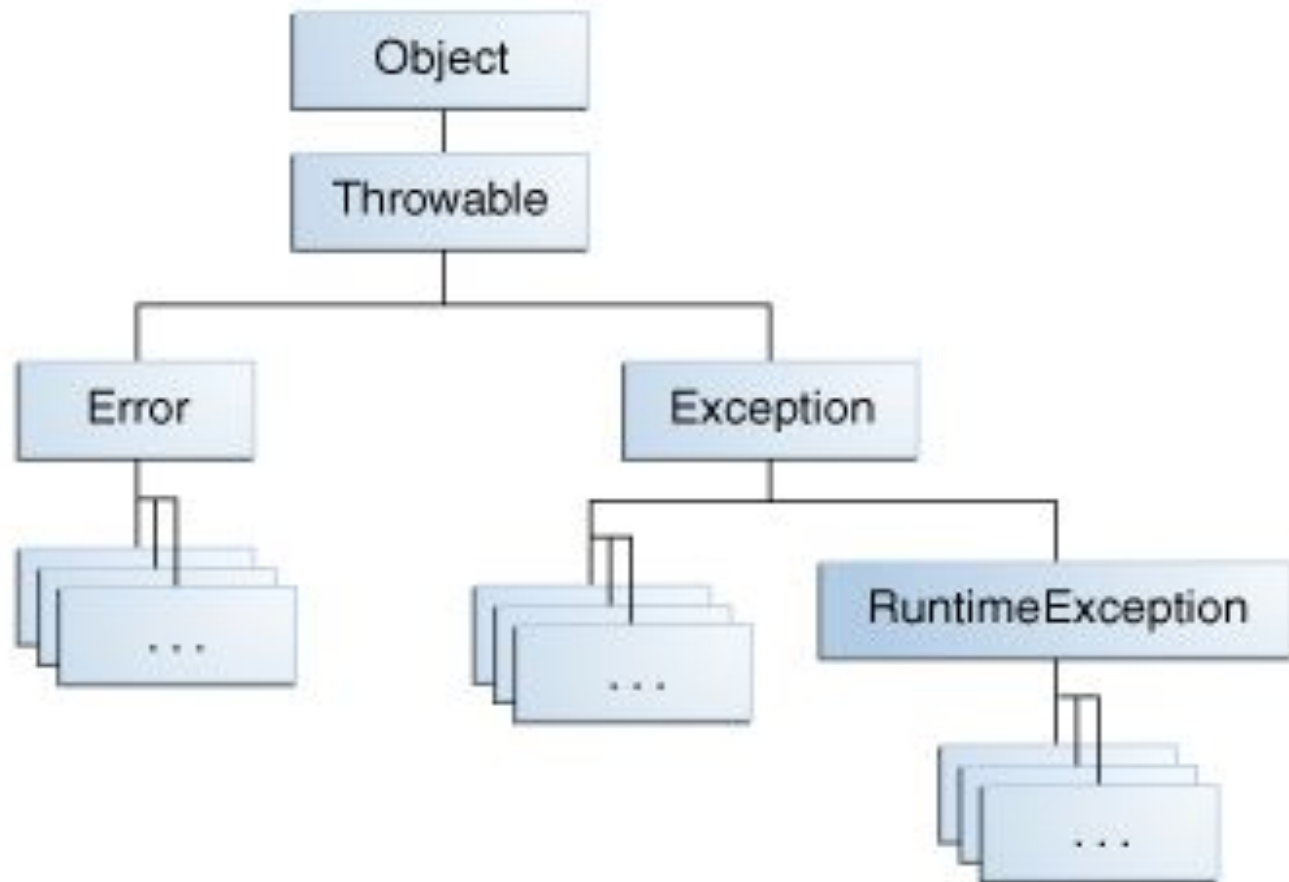 Object
Throwable
Error
Exception
. . .
. . .
RuntimeException
. . .